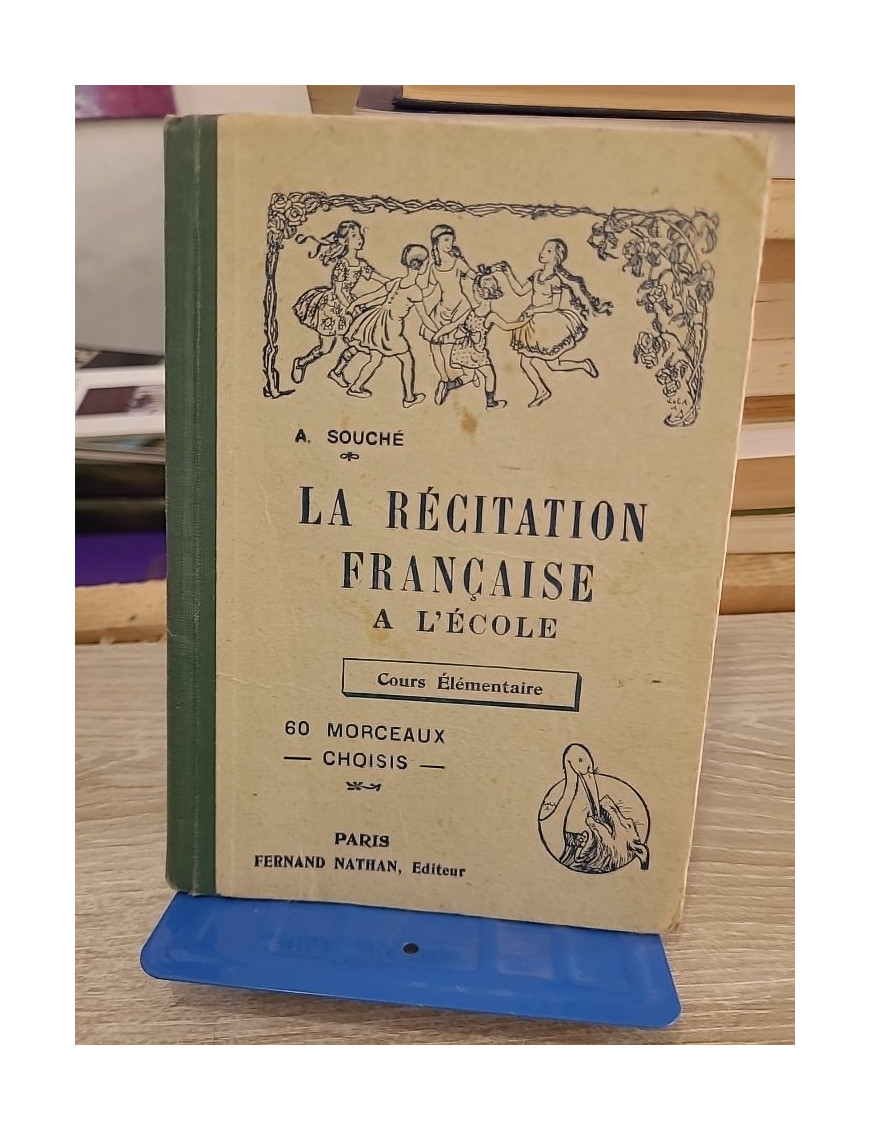 A. SOUCHÉ
LA RÉCITATION
FRANÇAISE
A L'ÉCOLE
Cours Élémentaire
60 MORCEAUX
— CHOISIS —
PARIS
FERNAND NATHAN, Editeur